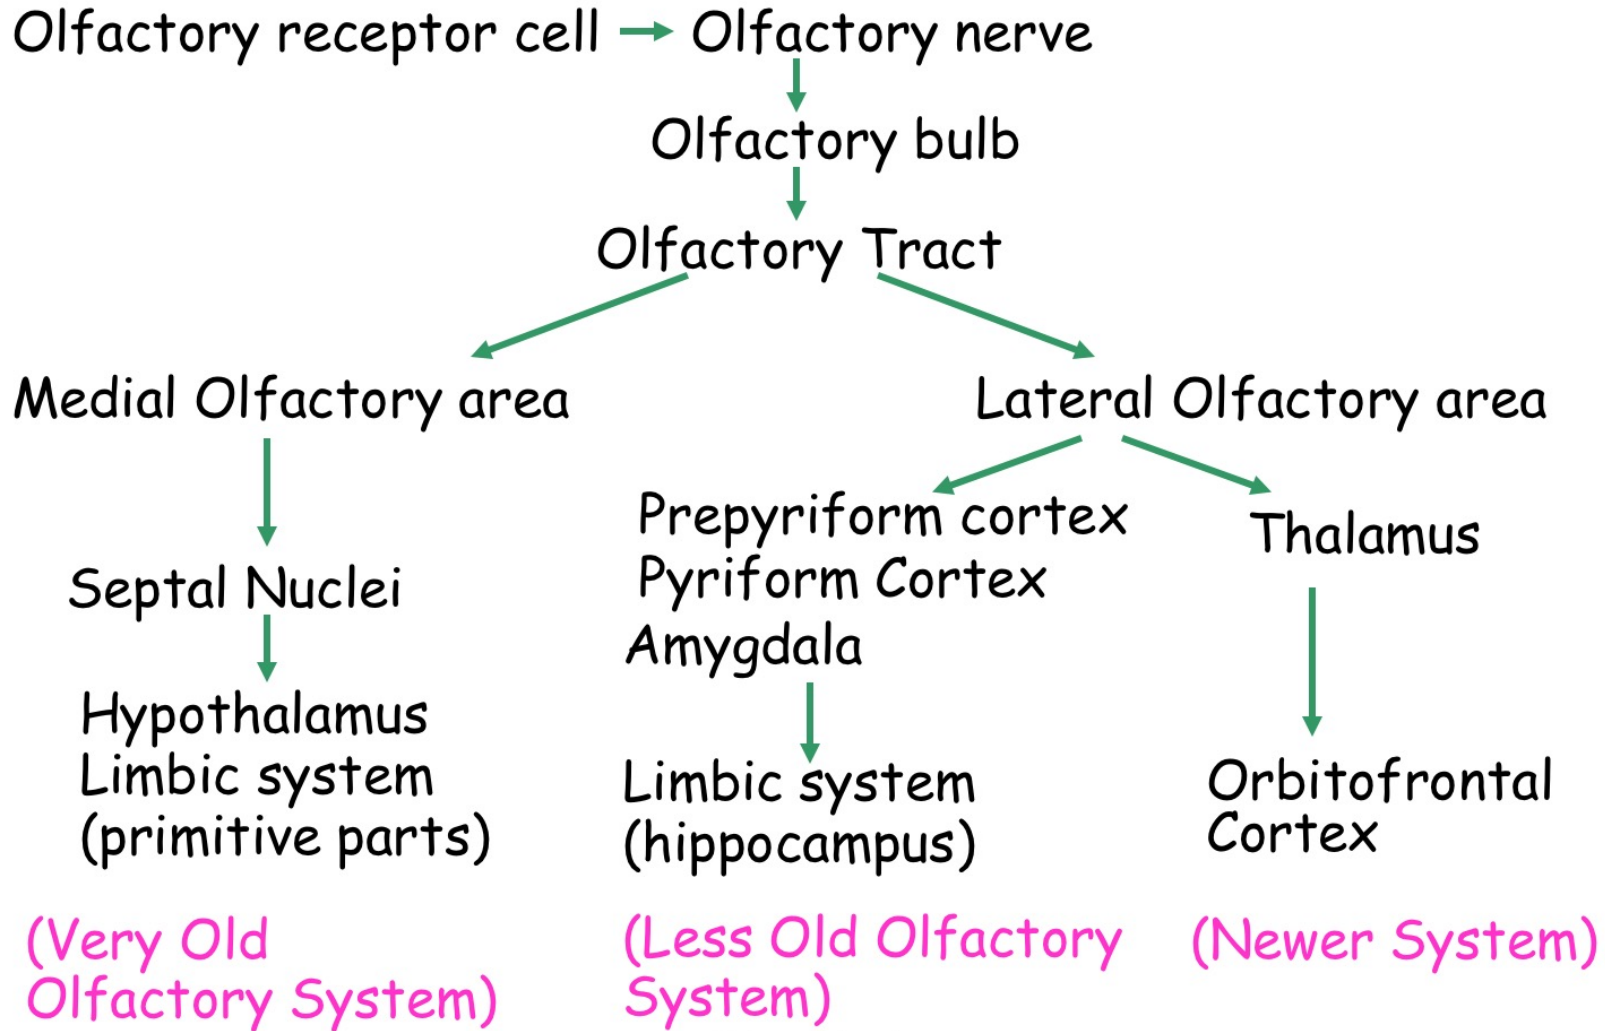 Olfactory receptor cell → Olfactory nerve
Olfactory bulb
Olfactory Tract
Medial Olfactory area
Lateral Olfactory area
Septal Nuclei
Hypothalamus
Limbic system
(primitive parts)
(Very Old
Olfactory System)
Prepyriform cortex
Pyriform Cortex
Amygdala
Limbic system
(hippocampus)
(Less Old Olfactory
System)
Thalamus
Orbitofrontal
Cortex
(Newer System)